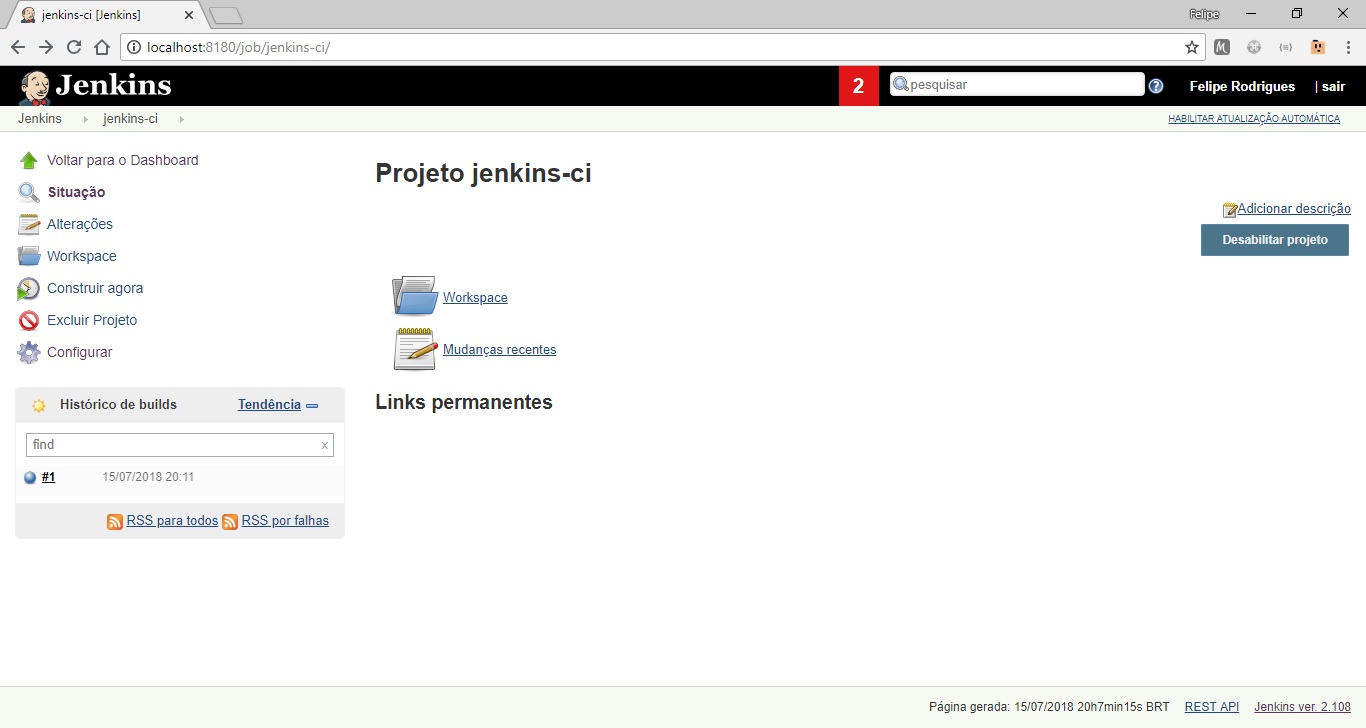 jenkins-ci [Jenkins]
Felipe
localhost:8180/job/jenkins-ci/
Jenkins
2
pesquisar
Felipe Rodrigues
| sair
Jenkins
jenkins-ci
HABILITAR ATUALIZAÇÃO AUTOMÁTICA
Voltar para o Dashboard
Situação
Alterações
Workspace
Construir agora
Excluir Projeto
Configurar
Histórico de builds
Tendência
find
x
#1
15/07/2018 20:11
RSS para todos
RSS por falhas
Projeto jenkins-ci
Adicionar descrição
Desabilitar projeto
Workspace
Mudanças recentes
Links permanentes
Página gerada: 15/07/2018 20h7min15s BRT
REST API
Jenkins ver. 2.108